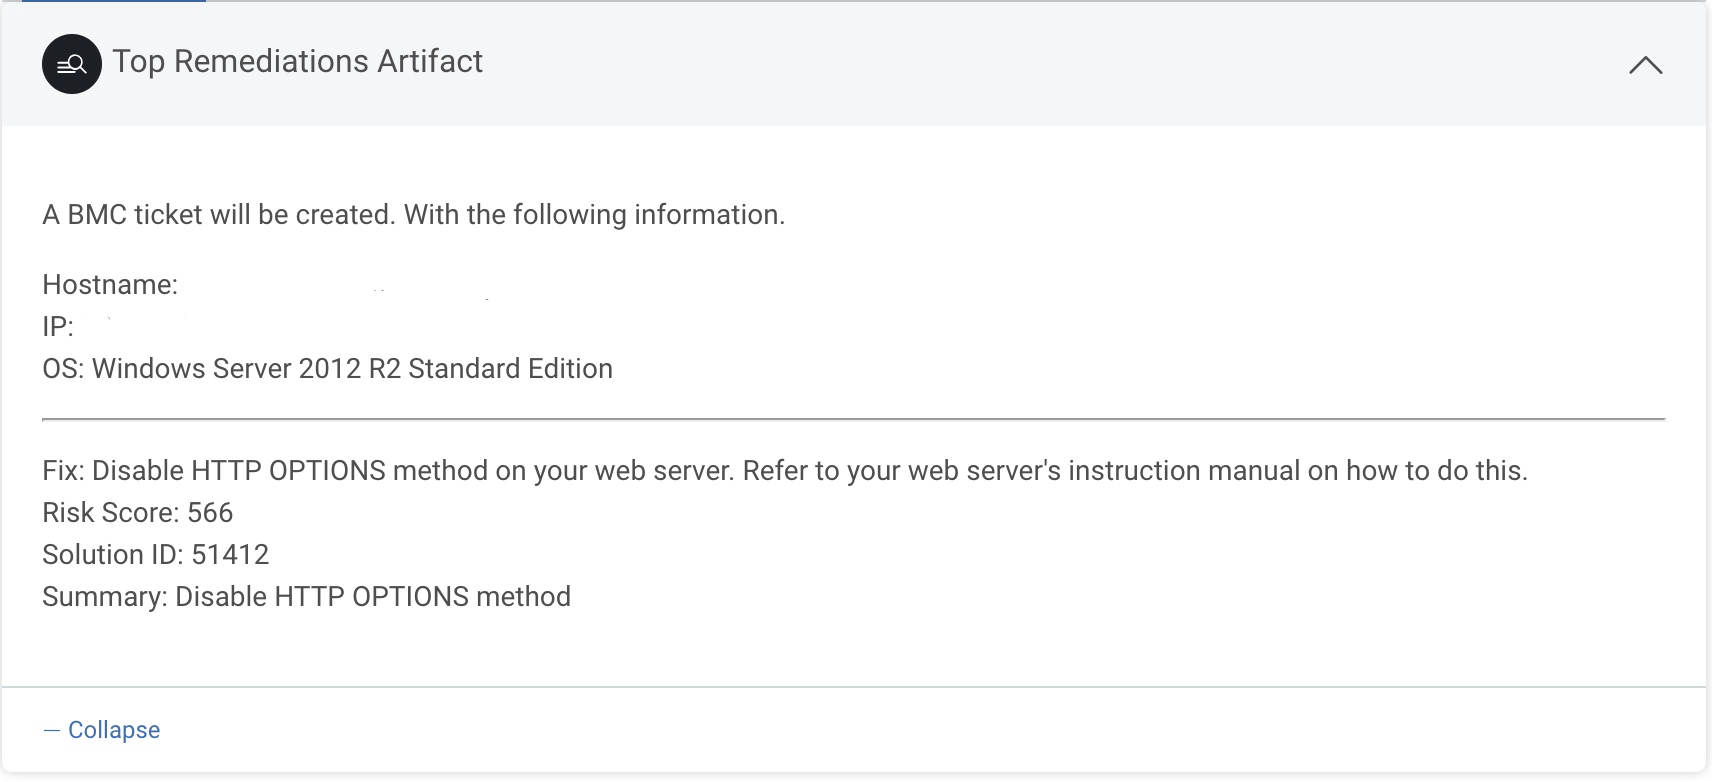 Top Remediations Artifact
A BMC ticket will be created. With the following information.
Hostname:
IP:
OS: Windows Server 2012 R2 Standard Edition
Fix: Disable HTTP OPTIONS method on your web server. Refer to your web server's instruction manual on how to do this.
Risk Score: 566
Solution ID: 51412
Summary: Disable HTTP OPTIONS method
— Collapse